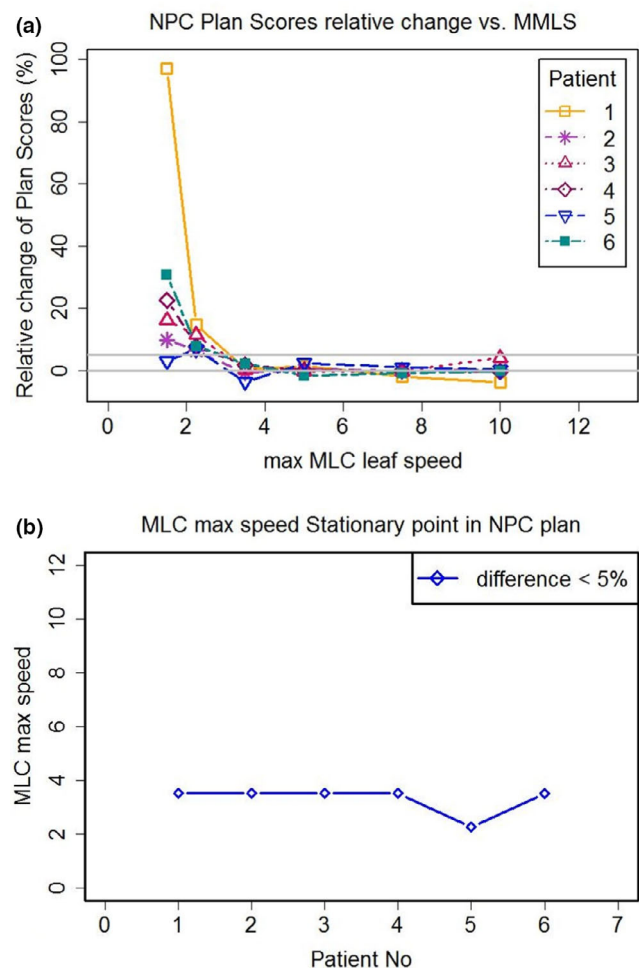 (a)
NPC Plan Scores relative change vs. MMLS
Relative change of Plan Scores (%)
100
80
60
40
20
0
Patient
1
2
3
4
5
6
0 2 4 6 8 10 12
max MLC leaf speed
(b)
MLC max speed Stationary point in NPC plan
difference < 5%
MLC max speed
12
10
8
6
4
2
0
0 1 2 3 4 5 6 7
Patient No